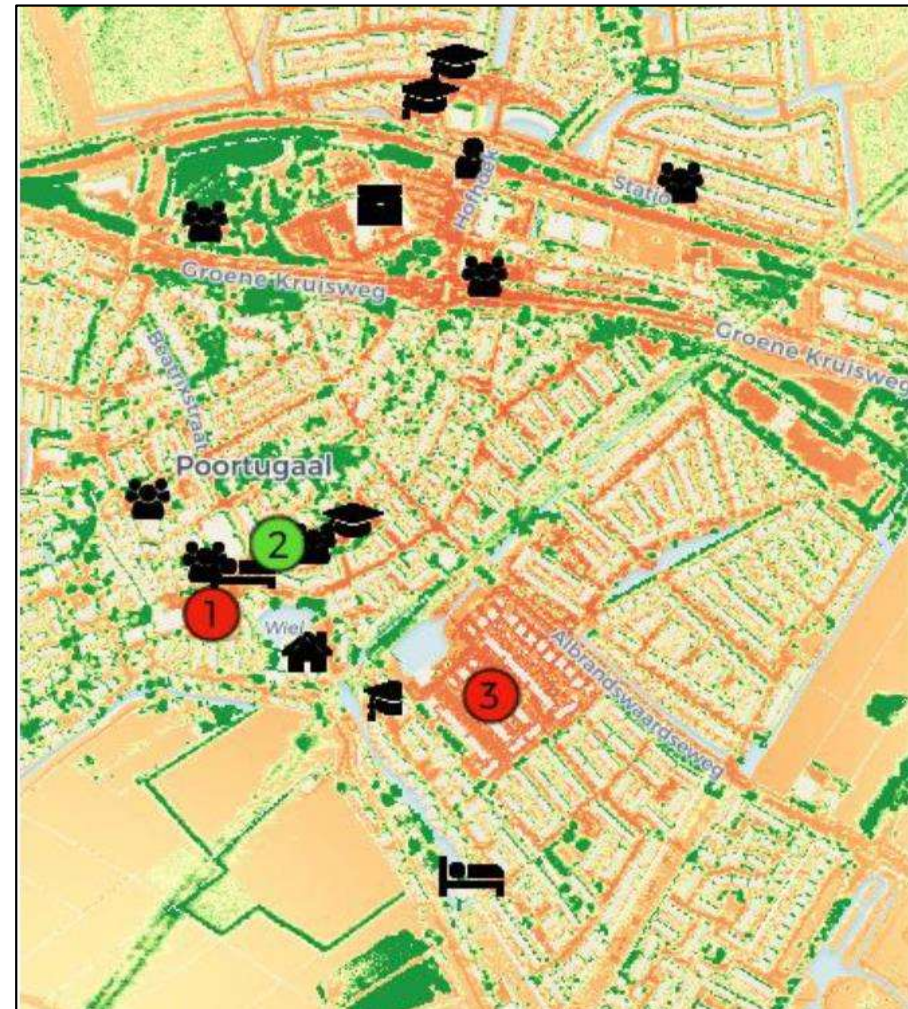 Hofhoek
Statio
Groene Kruisweg
Groene Kruisweg
Beatrixstraat
Poortugaal
2
1
Wiel
Albrandswaardseweg
3